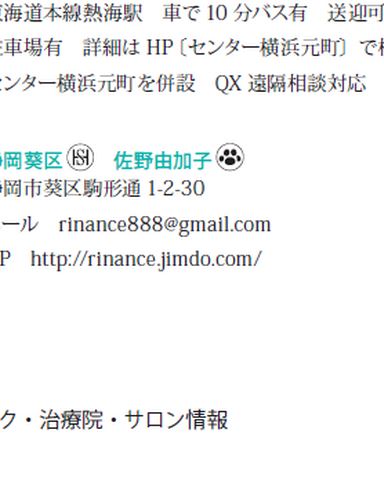 東海道本線熱海駅　車で 10 分バス有　送迎可
駐車場有　詳細は HP〔センター横浜元町〕で
センター横浜元町を併設　QX 遠隔相談対応
静岡葵区　佐野由加子
静岡市葵区駒形通 1-2-30
ール　rinance888@gmail.com
P　http://rinance.jimdo.com/
ク・治療院・サロン情報